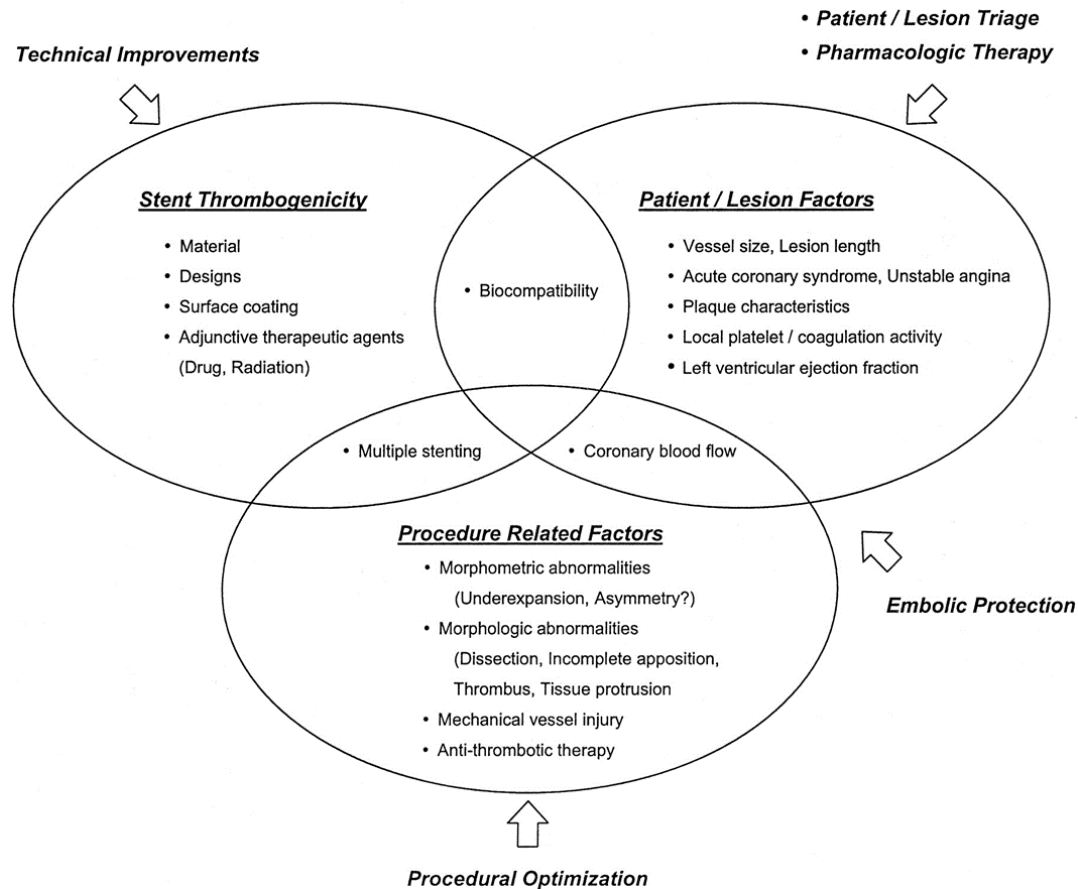 • Patient / Lesion Triage
Technical Improvements
• Pharmacologic Therapy
Stent Thrombogenicity
• Material
• Designs
• Surface coating
• Adjunctive therapeutic agents
(Drug, Radiation)
• Biocompatibility
Patient / Lesion Factors
• Vessel size, Lesion length
• Acute coronary syndrome, Unstable angina
• Plaque characteristics
• Local platelet / coagulation activity
• Left ventricular ejection fraction
• Multiple stenting
• Coronary blood flow
Procedure Related Factors
• Morphometric abnormalities
(Underexpansion, Asymmetry?)
• Morphologic abnormalities
(Dissection, Incomplete apposition,
Thrombus, Tissue protrusion
• Mechanical vessel injury
• Anti-thrombotic therapy
Embolic Protection
Procedural Optimization